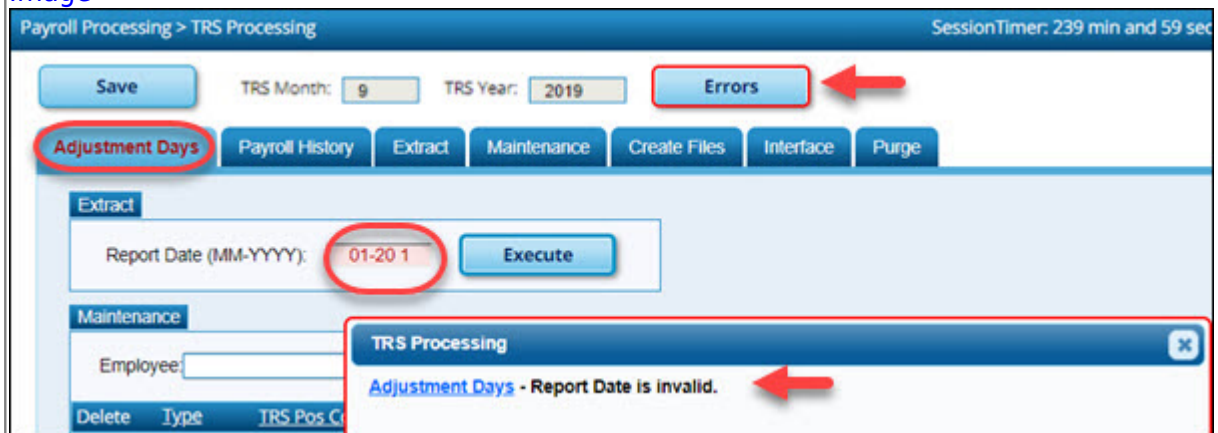 Image
Payroll Processing > TRS Processing
SessionTimer: 239 min and 59 sec
Save TRS Month: 9 TRS Year: 2019 Errors
Adjustment Days Payroll History Extract Maintenance Create Files Interface Purge
Extract
Report Date (MM-YYYY): 01-20 1 Execute
Maintenance
TRS Processing
Employee:
Adjustment Days - Report Date is invalid.
Delete Type TRS Pos